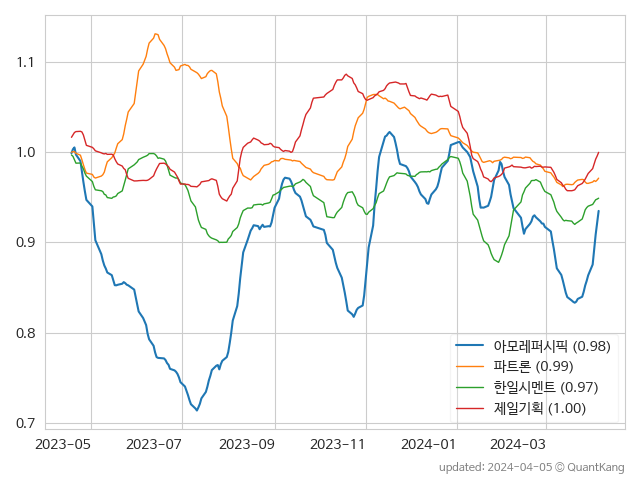 1.1
1.0
0.9
0.8
0.7
아모레퍼시픽 (0.98)
파트론 (0.99)
한일시멘트 (0.97)
제일기획 (1.00)
2023-05 2023-07 2023-09 2023-11 2024-01 2024-03
updated: 2024-04-05 © QuantKang